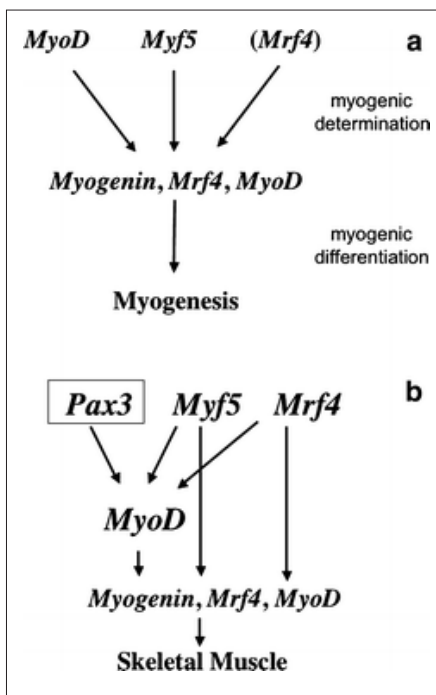 a
MyoD Myf5 (Mrf4)
myogenic
determination
Myogenin, Mrf4, MyoD
myogenic
differentiation
Myogenesis
b
Pax3 Myf5 Mrf4
MyoD
Myogenin, Mrf4, MyoD
Skeletal Muscle